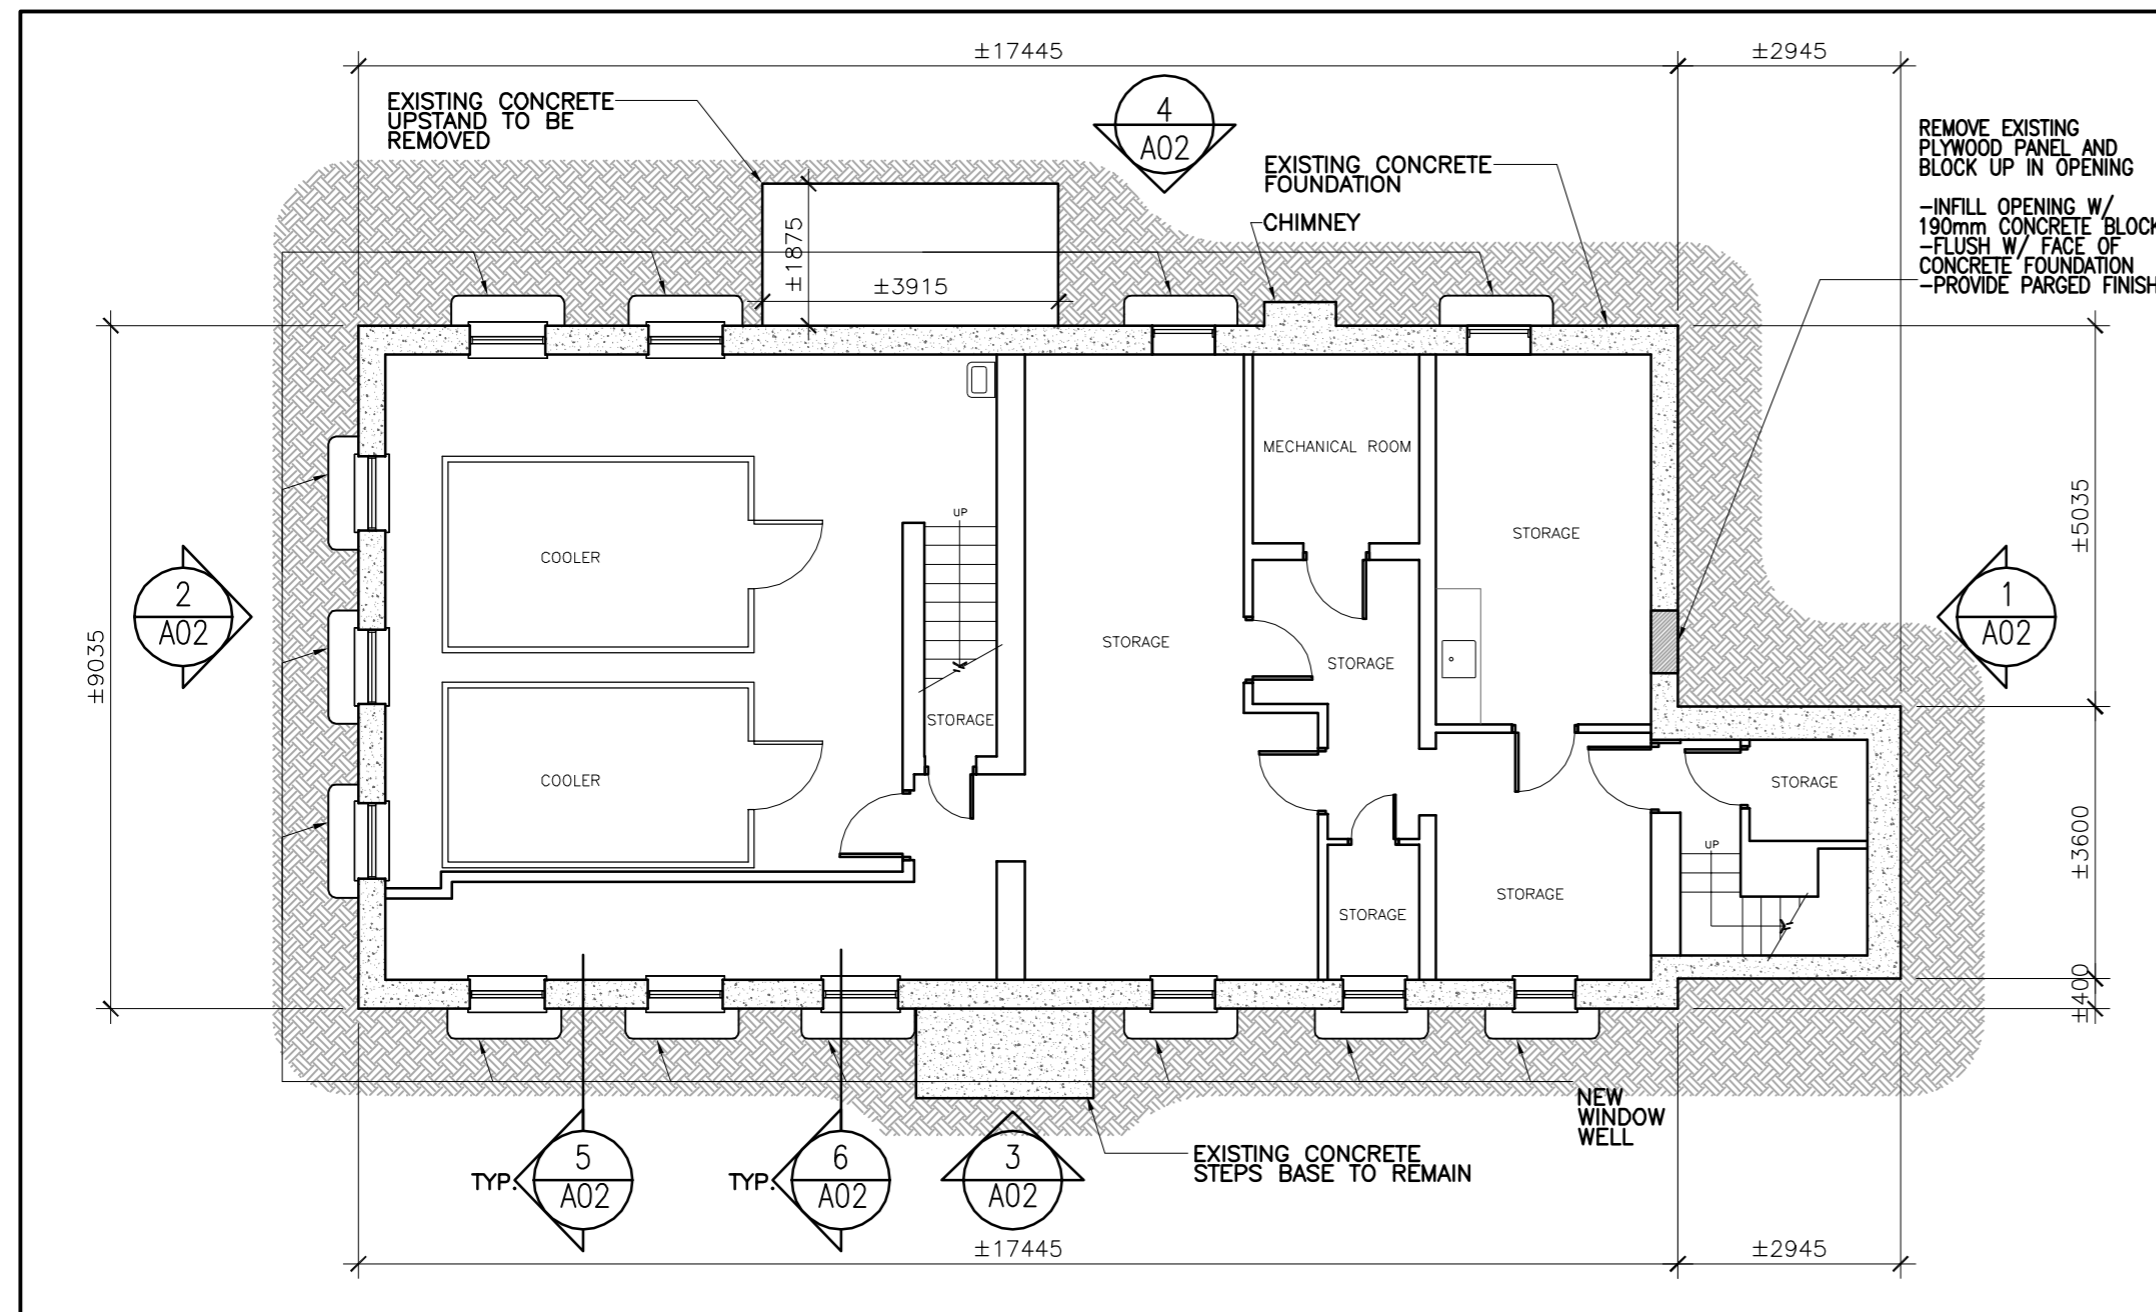 ±17445
±2945
EXISTING CONCRETE
UPSTAND TO BE
REMOVED
4
A02
EXISTING CONCRETE
FOUNDATION
CHIMNEY
REMOVE EXISTING
PLYWOOD PANEL AND
BLOCK UP IN OPENING
-INFILL OPENING W/
190mm CONCRETE BLOCK
-FLUSH W/ FACE OF
CONCRETE FOUNDATION
-PROVIDE PARGED FINISH
±1875
±3915
MECHANICAL ROOM
UP
STORAGE
COOLER
±5035
2
A02
1
A02
±9035
STORAGE
STORAGE
STORAGE
COOLER
STORAGE
±3600
UP
STORAGE
STORAGE
±400
NEW
WINDOW
WELL
EXISTING CONCRETE
STEPS BASE TO REMAIN
TYP.
5
A02
TYP.
6
A02
3
A02
±17445
±2945